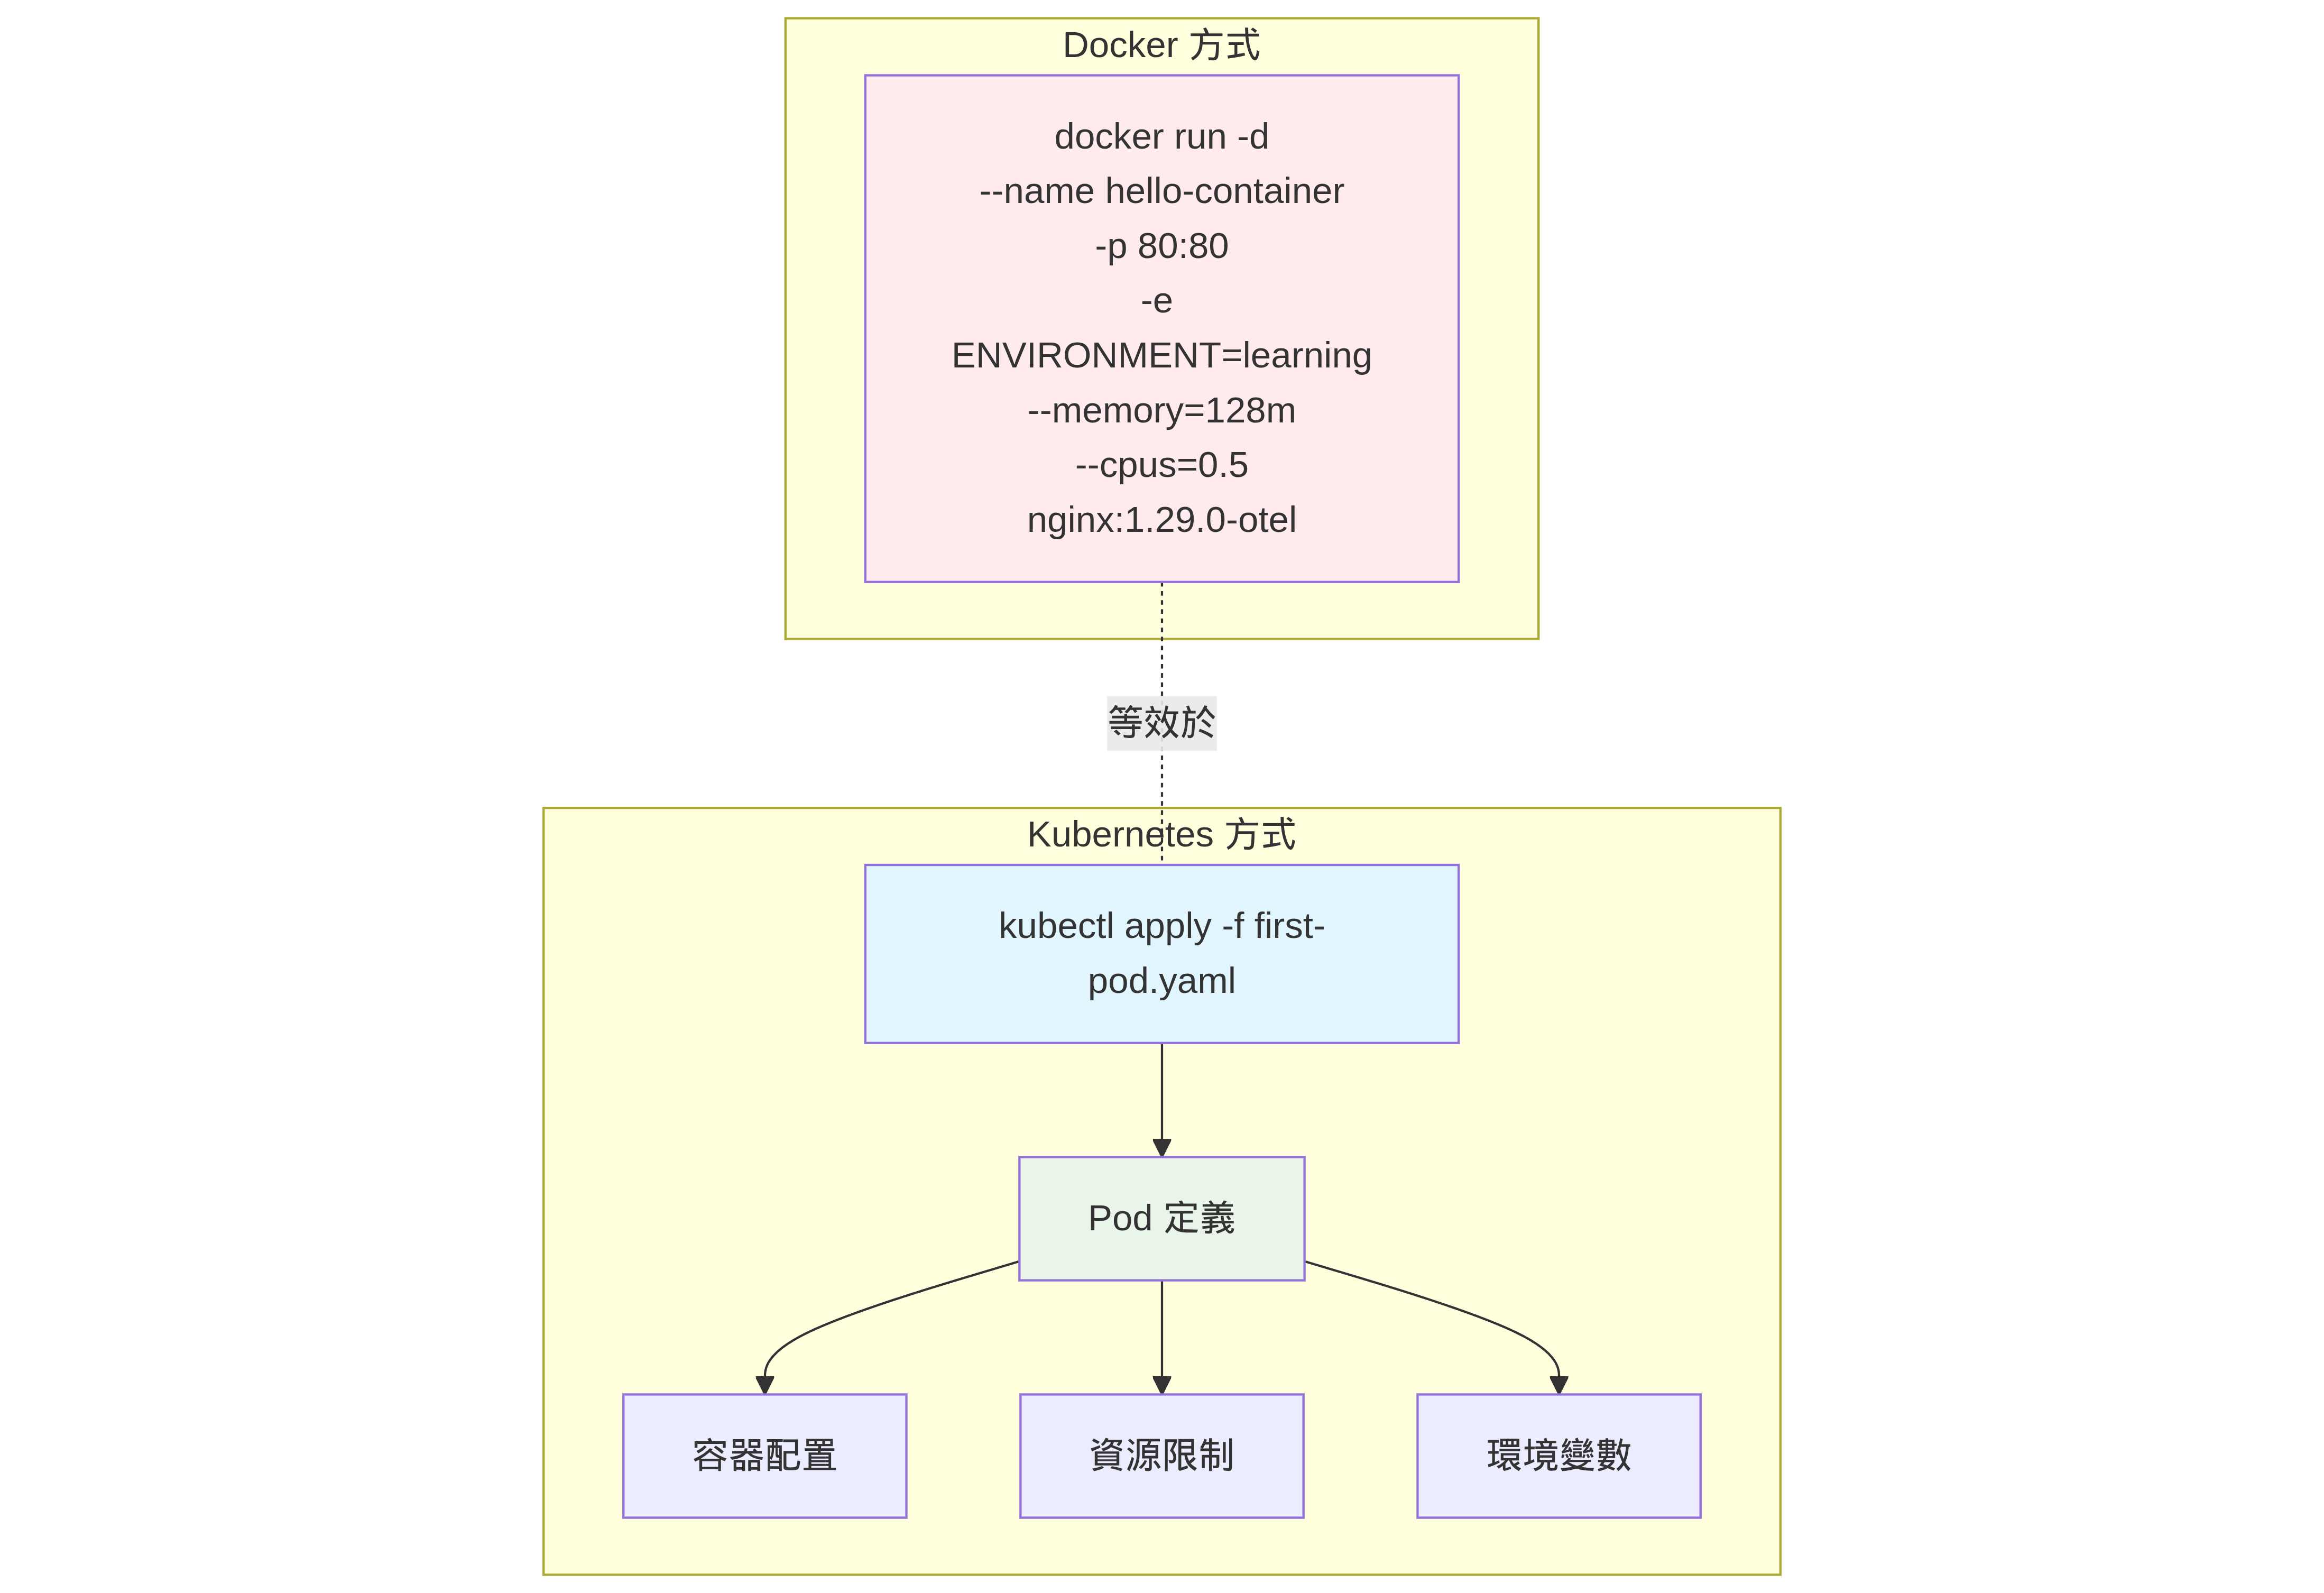 Docker 方式
docker run -d
--name hello-container
-p 80:80
-e
ENVIRONMENT=learning
--memory=128m
--cpus=0.5
nginx:1.29.0-otel
等效於
Kubernetes 方式
kubectl apply -f first-
pod.yaml
Pod 定義
容器配置
資源限制
環境變數